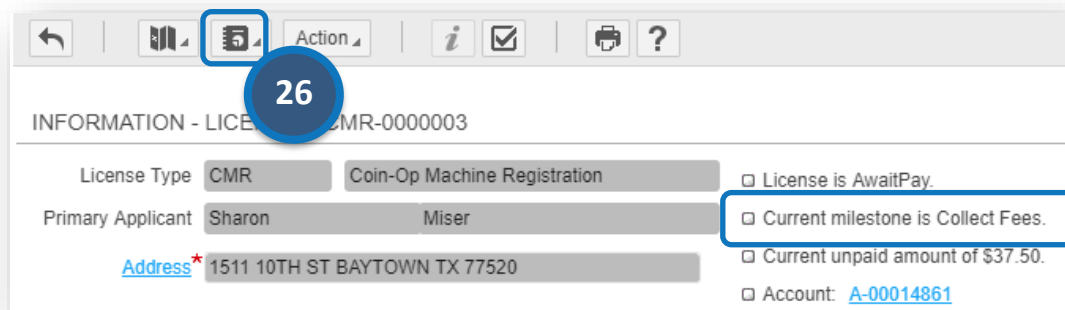 5 Action i ?
26
INFORMATION - LICE CMR-0000003
License Type CMR Coin-Op Machine Registration
Primary Applicant Sharon Miser
Address* 1511 10TH ST BAYTOWN TX 77520
License is AwaitPay.
Current milestone is Collect Fees.
Current unpaid amount of $37.50.
Account: A-00014861